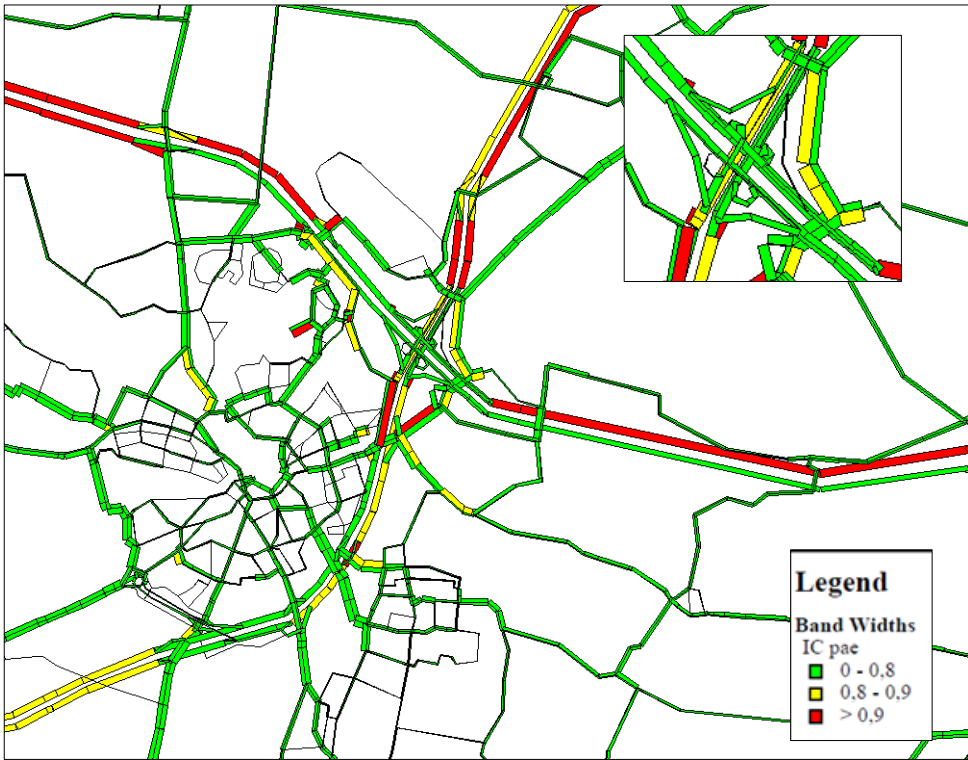 Legend
Band Widths
IC pae
0 - 0,8
0,8 - 0,9
> 0,9